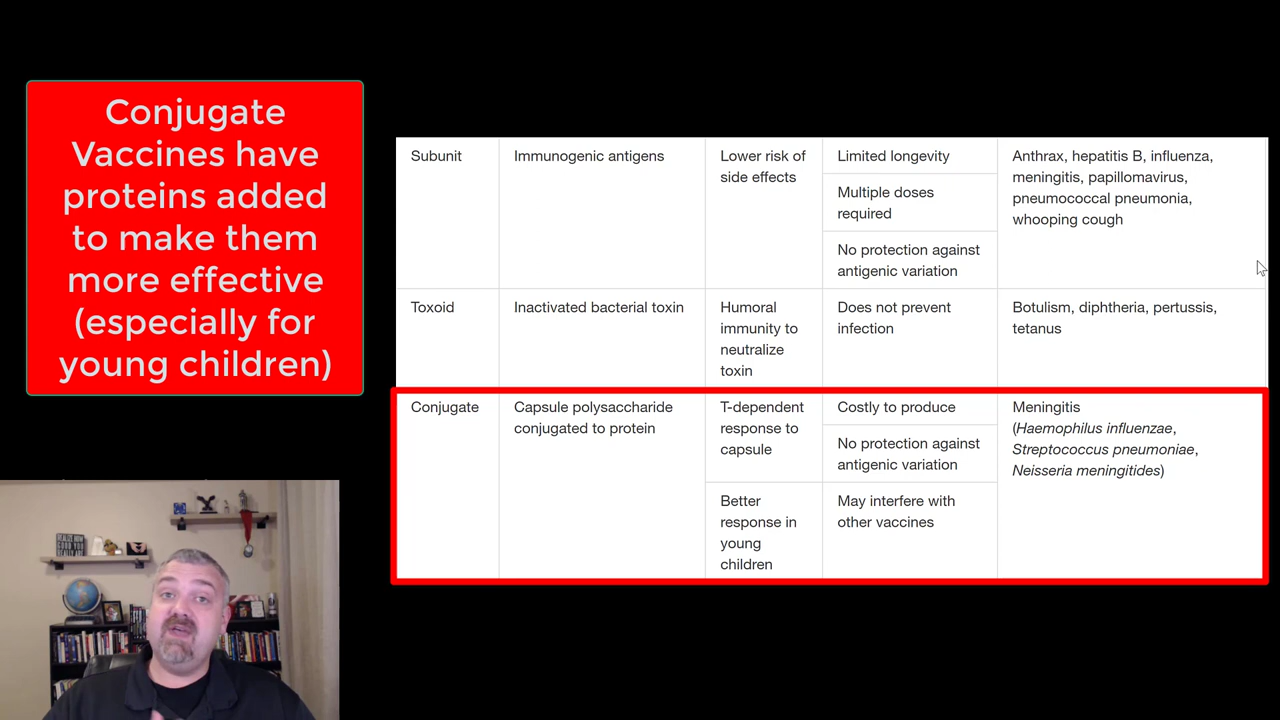 Conjugate
Vaccines have
proteins added
to make them
more effective
(especially for
young children)
Subunit
Immunogenic antigens
Lower risk of
side effects
Limited longevity
Multiple doses
required
No protection against
antigenic variation
Anthrax, hepatitis B, influenza,
meningitis, papillomavirus,
pneumococcal pneumonia,
whooping cough
Toxoid
Inactivated bacterial toxin
Humoral
immunity to
neutralize
toxin
Does not prevent
infection
Botulism, diphtheria, pertussis,
tetanus
Conjugate
Capsule polysaccharide
conjugated to protein
T-dependent
response to
capsule
Better
response in
young
children
Costly to produce
No protection against
antigenic variation
May interfere with
other vaccines
Meningitis
(Haemophilus influenzae,
Streptococcus pneumoniae,
Neisseria meningitides)